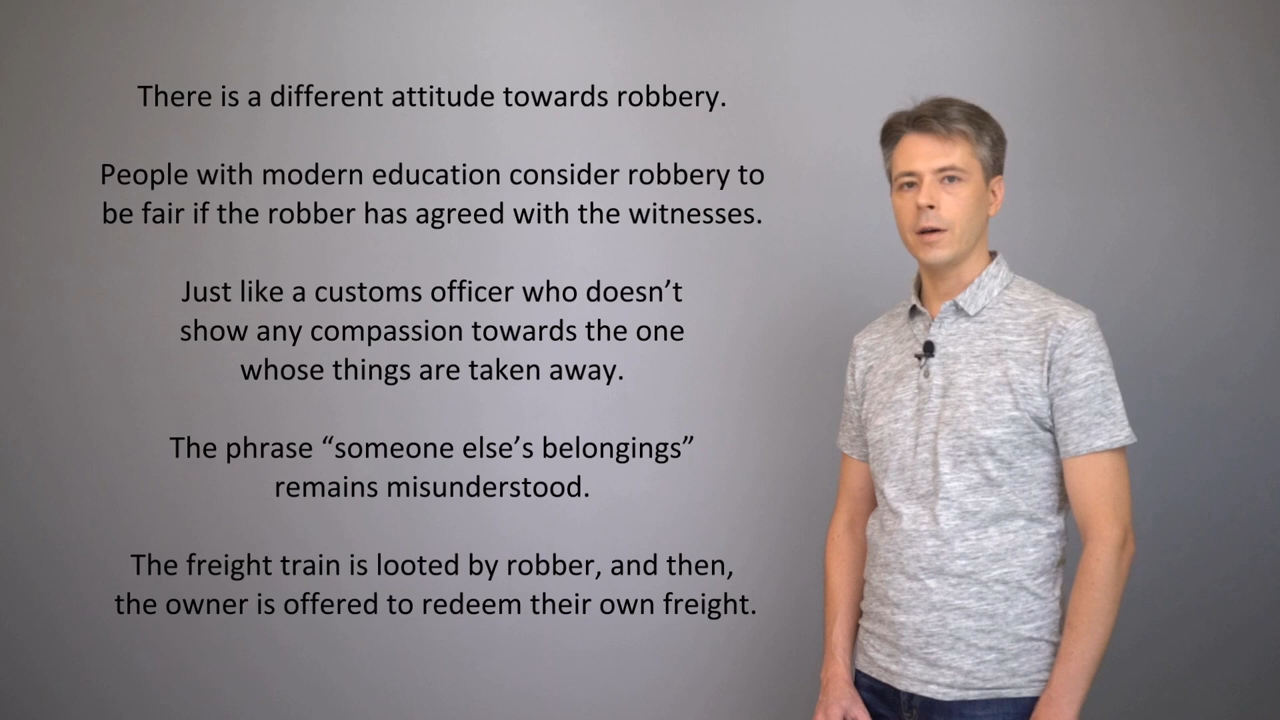 There is a different attitude towards robbery.
People with modern education consider robbery to
be fair if the robber has agreed with the witnesses.
Just like a customs officer who doesn’t
show any compassion towards the one
whose things are taken away.
The phrase “someone else’s belongings”
remains misunderstood.
The freight train is looted by robber, and then,
the owner is offered to redeem their own freight.